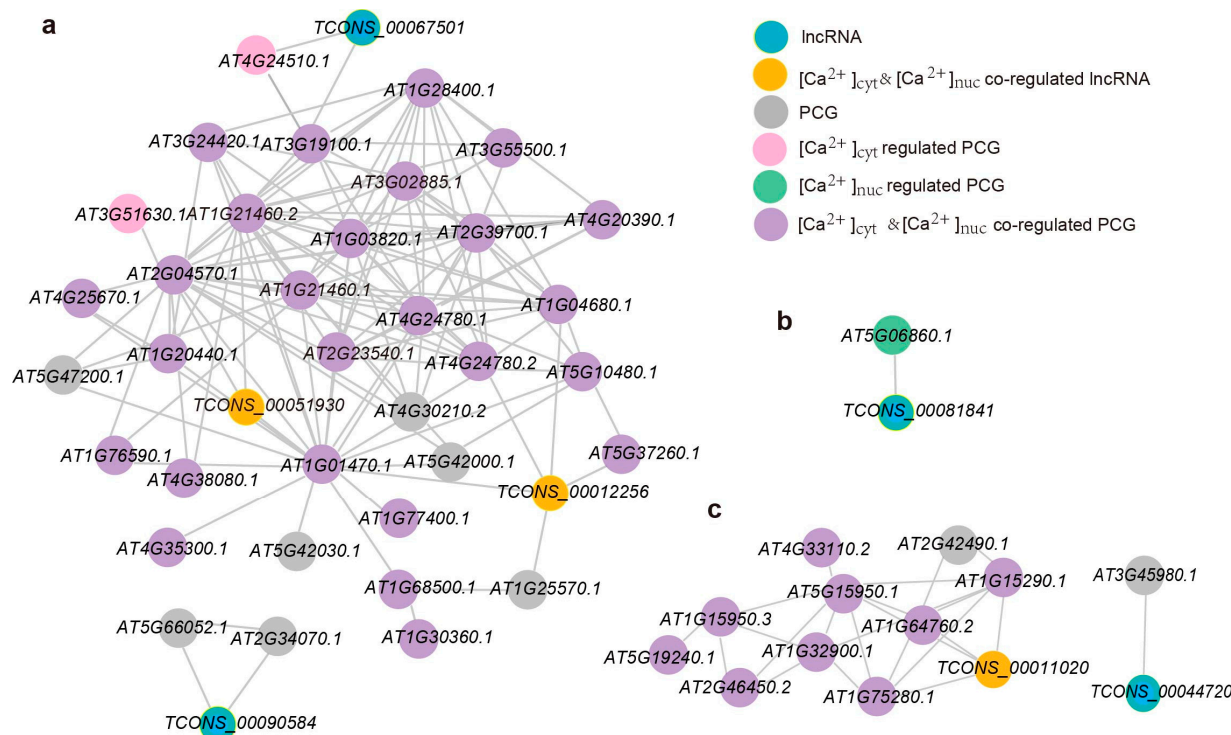 a
TCONS_00067501
AT4G24510.1
AT1G28400.1
AT3G24420.1
AT3G19100.1
AT3G55500.1
AT3G02885.1
AT3G51630.1
AT1G21460.2
AT4G20390.1
AT1G03820.1
AT2G39700.1
AT2G04570.1
AT4G25670.1
AT1G21460.1
AT1G04680.1
AT4G24780.1
AT1G20440.1
AT2G23540.1
AT4G24780.2
AT5G10480.1
AT5G47200.1
TCONS_00051930
AT4G30210.2
AT1G76590.1
AT4G38080.1
AT1G01470.1
AT5G42000.1
AT5G37260.1
TCONS_00012256
AT1G77400.1
AT4G35300.1
AT5G42030.1
AT1G68500.1
AT1G25570.1
AT1G30360.1
AT5G66052.1
AT2G34070.1
TCONS_00090584
lncRNA
[Ca2+]cyt & [Ca2+]nuc co-regulated lncRNA
PCG
[Ca2+]cyt regulated PCG
[Ca2+]nuc regulated PCG
[Ca2+]cyt &[Ca2+]nuc co-regulated PCG
b
AT5G06860.1
TCONS_00081841
c
AT4G33110.2
AT2G42490.1
AT5G15950.1
AT1G15290.1
AT3G45980.1
AT1G15950.3
AT1G64760.2
AT5G19240.1
AT1G32900.1
TCONS_00011020
AT2G46450.2
AT1G75280.1
TCONS_00044720